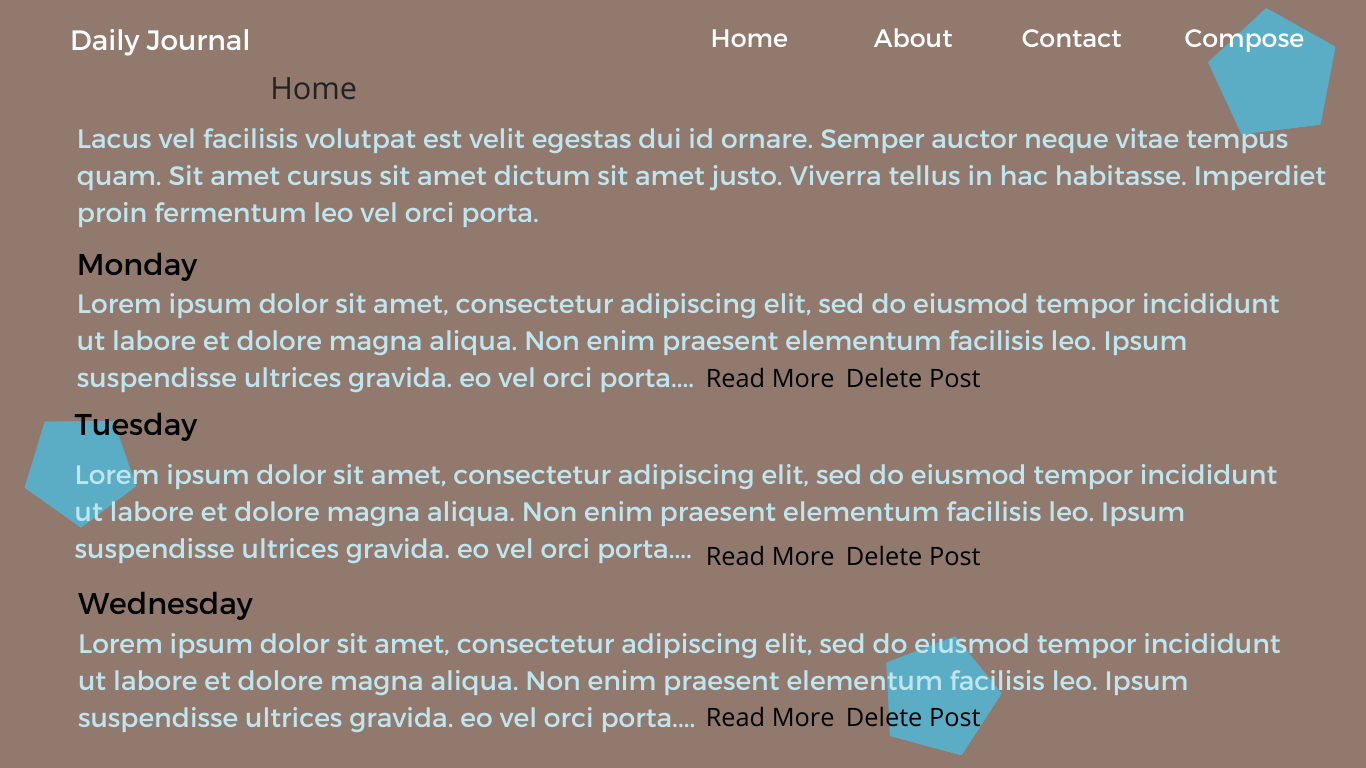 Daily Journal Home About Contact Compose
Home
Lacus vel facilisis volutpat est velit egestas dui id ornare. Semper auctor neque vitae tempus
quam. Sit amet cursus sit amet dictum sit amet justo. Viverra tellus in hac habitasse. Imperdiet
proin fermentum leo vel orci porta.
Monday
Lorem ipsum dolor sit amet, consectetur adipiscing elit, sed do eiusmod tempor incididunt
ut labore et dolore magna aliqua. Non enim praesent elementum facilisis leo. Ipsum
suspendisse ultrices gravida. eo vel orci porta.... Read More Delete Post
Tuesday
Lorem ipsum dolor sit amet, consectetur adipiscing elit, sed do eiusmod tempor incididunt
ut labore et dolore magna aliqua. Non enim praesent elementum facilisis leo. Ipsum
suspendisse ultrices gravida. eo vel orci porta.... Read More Delete Post
Wednesday
Lorem ipsum dolor sit amet, consectetur adipiscing elit, sed do eiusmod tempor incididunt
ut labore et dolore magna aliqua. Non enim praesent elementum facilisis leo. Ipsum
suspendisse ultrices gravida. eo vel orci porta.... Read More Delete Post